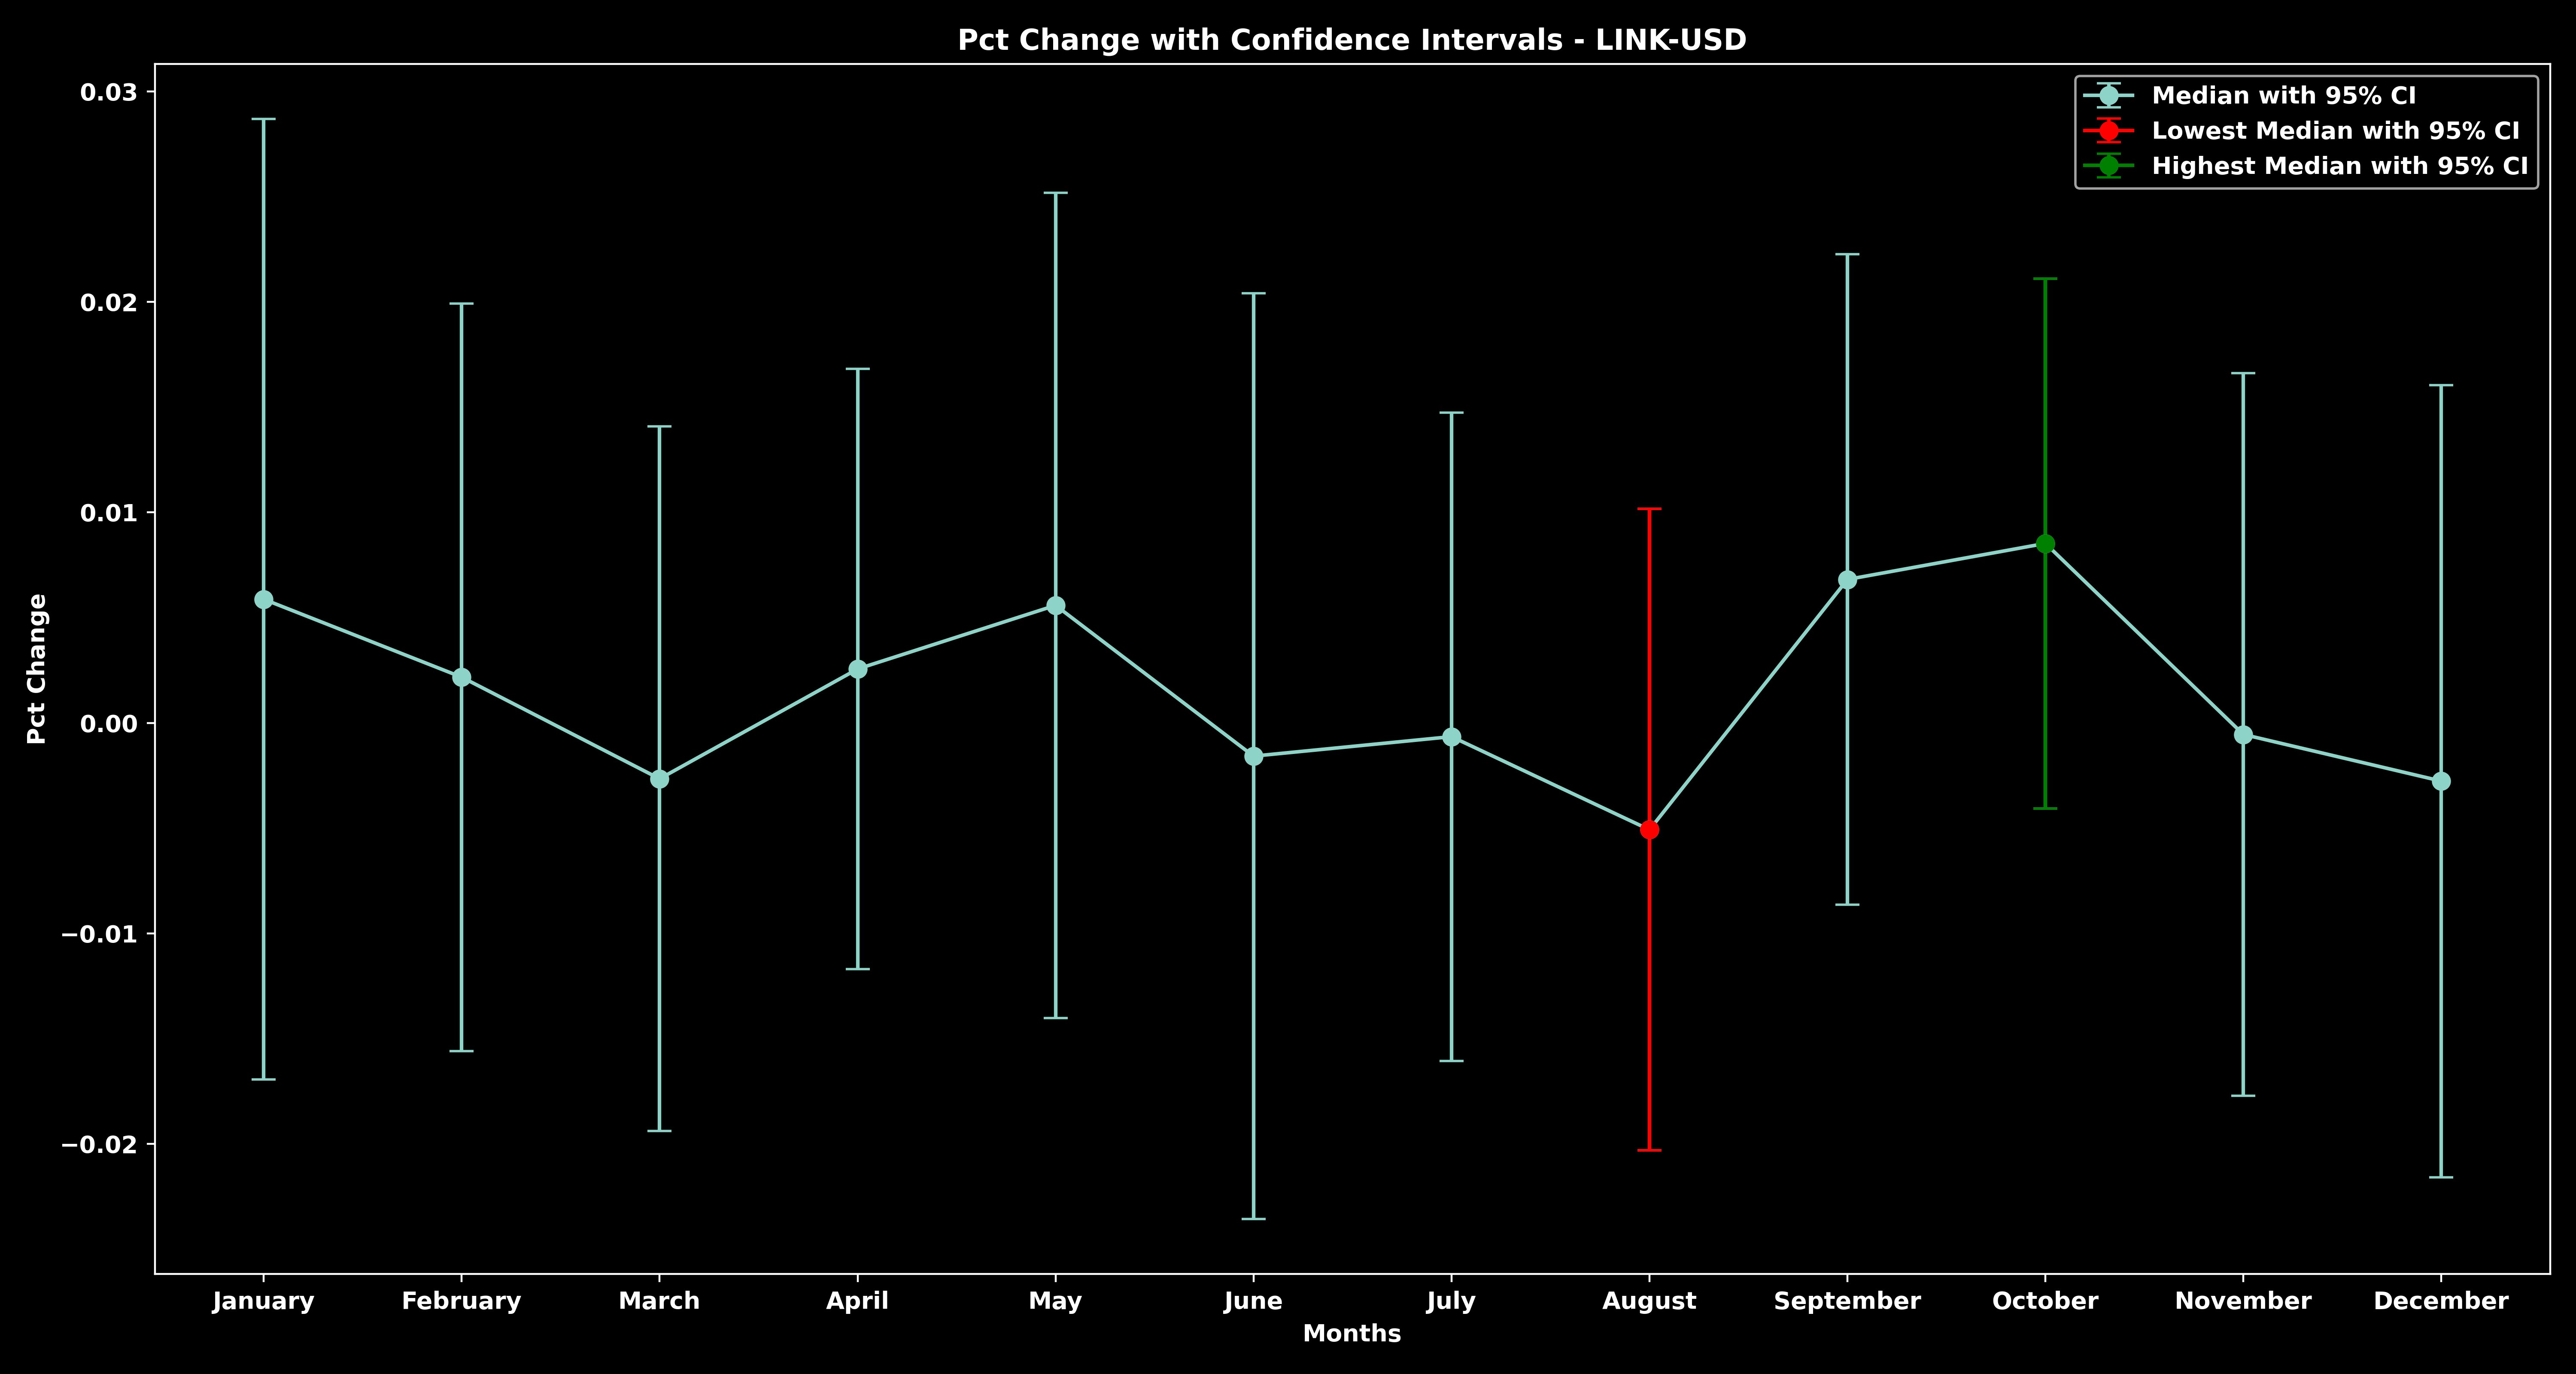 Pct Change with Confidence Intervals - LINK-USD
Median with 95% CI
Lowest Median with 95% CI
Highest Median with 95% CI
Pct Change
0.03
0.02
0.01
0.00
−0.01
−0.02
January February March April May June July August September October November December
Months